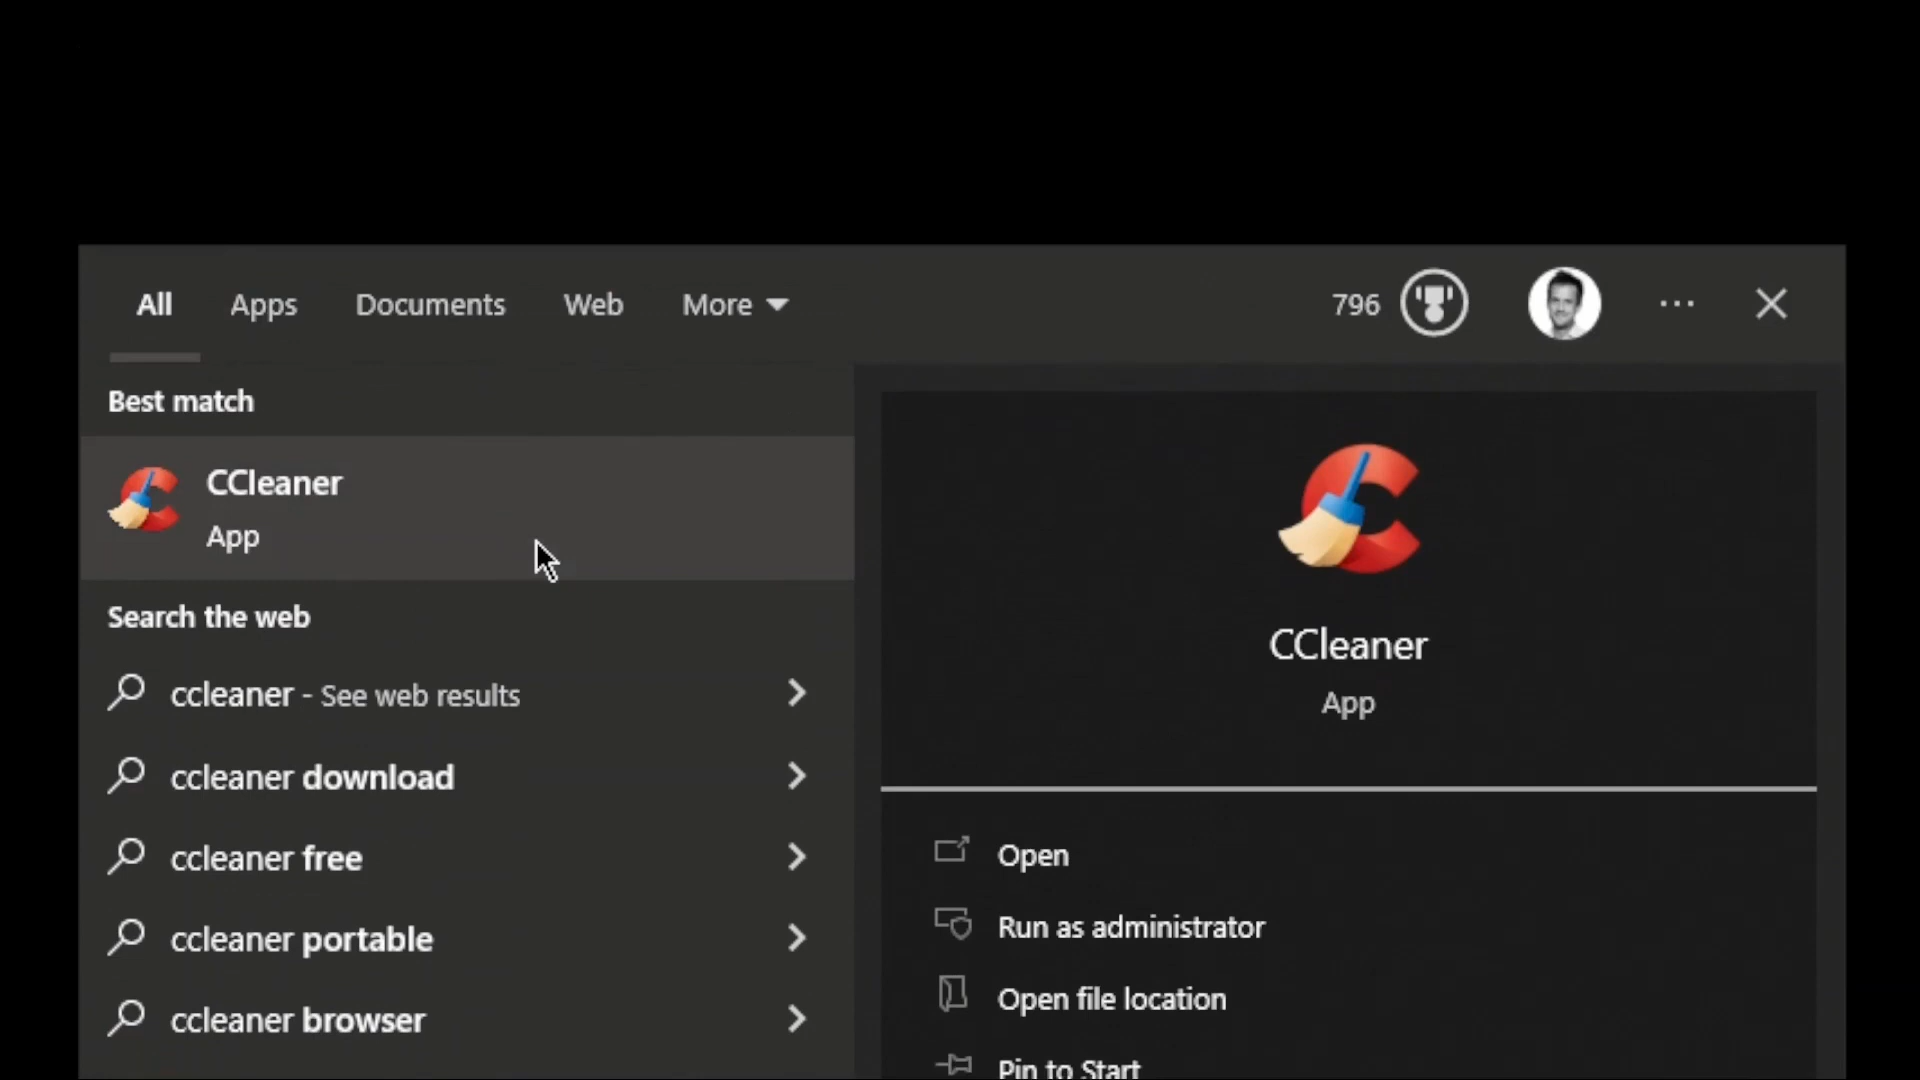 All Apps Documents Web More 796
Best match
CCleaner
App
Search the web
ccleaner - See web results
ccleaner download
ccleaner free
ccleaner portable
ccleaner browser
CCleaner
App
Open
Run as administrator
Open file location
Pin to Start